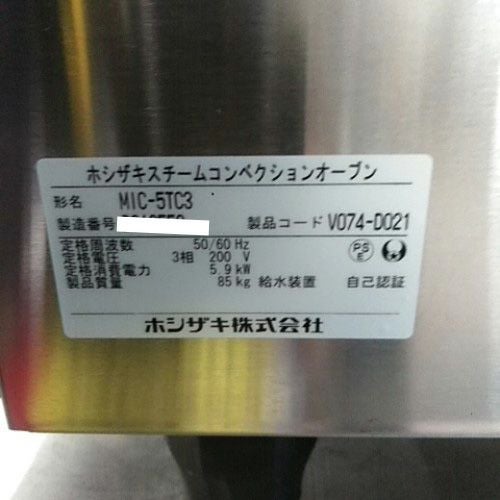 ホシザキスチームコンベクションオーブン
形名 MIC-5TC3
製造番号 製品コード V074-D021
定格周波数 50/60 Hz
定格電圧 3相 200 V
定格消費電力 5.9 kW
製品質量 85 kg 給水装置 自己認証
PS
E
ホシザキ株式会社